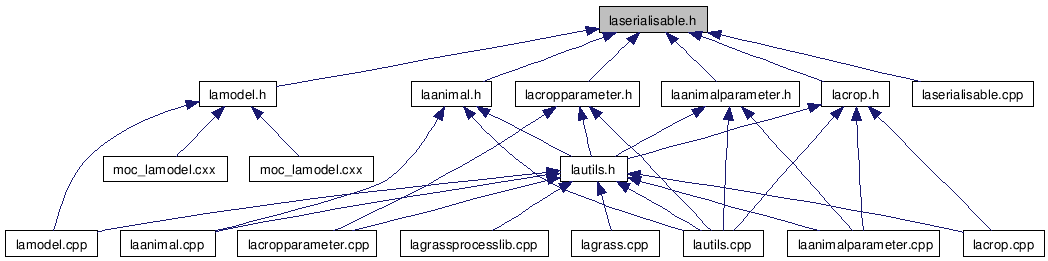 laserialisable.h
lamodel.h
laanimal.h
lacropparameter.h
laanimalparameter.h
lacrop.h
laserialisable.cpp
moc_lamodel.cxx
moc_lamodel.cxx
lautils.h
lamodel.cpp
laanimal.cpp
lacropparameter.cpp
lagrassprocesslib.cpp
lagrass.cpp
lautils.cpp
laanimalparameter.cpp
lacrop.cpp